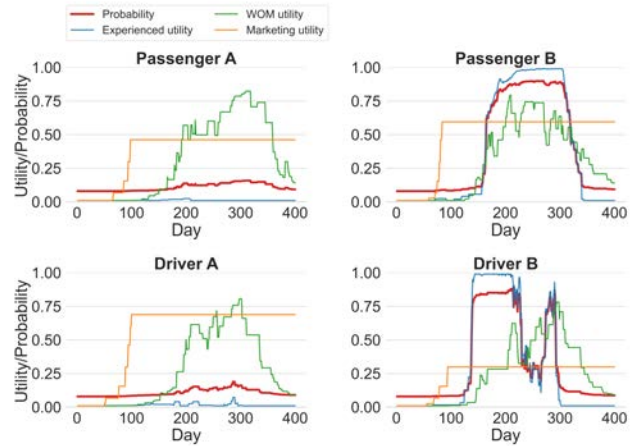 Probability WOM utility
Experienced utility Marketing utility
Passenger A Passenger B
1.00
0.75
0.50
0.25
0.00
Utility/Probability
0 100 200 300 400
Day
1.00
0.75
0.50
0.25
0.00
0 100 200 300 400
Day
Driver A Driver B
1.00
0.75
0.50
0.25
0.00
Utility/Probability
0 100 200 300 400
Day
1.00
0.75
0.50
0.25
0.00
0 100 200 300 400
Day